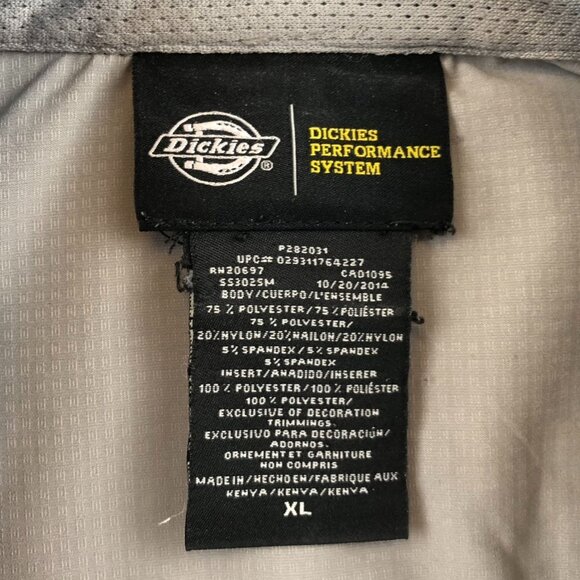 Dickies ®
DICKIES
PERFORMANCE
SYSTEM
P282031
UPC# 029311764227
RN20697 CA01095
SS302SM 10/20/2014
BODY/CUERPO/L'ENSEMBLE
75 % POLYESTER/75 % POLIÉSTER
75 % POLYESTER/
20%NYLON/20%NAILON/20%NYLON
5% SPANDEX/5% SPANDEX
5% SPANDEX
INSERT/AÑADIDO/INSERER
100 % POLYESTER/100 % POLIÉSTER
100 % POLYESTER/
EXCLUSIVE OF DECORATION
TRIMMINGS.
EXCLUSIVO PARA DECORACIÓN/
ADORNOS.
ORNEMENT ET GARNITURE
NON COMPRIS
MADE IN/HECHO EN/FABRIQUE AUX
KENYA/KENYA/KENYA
XL